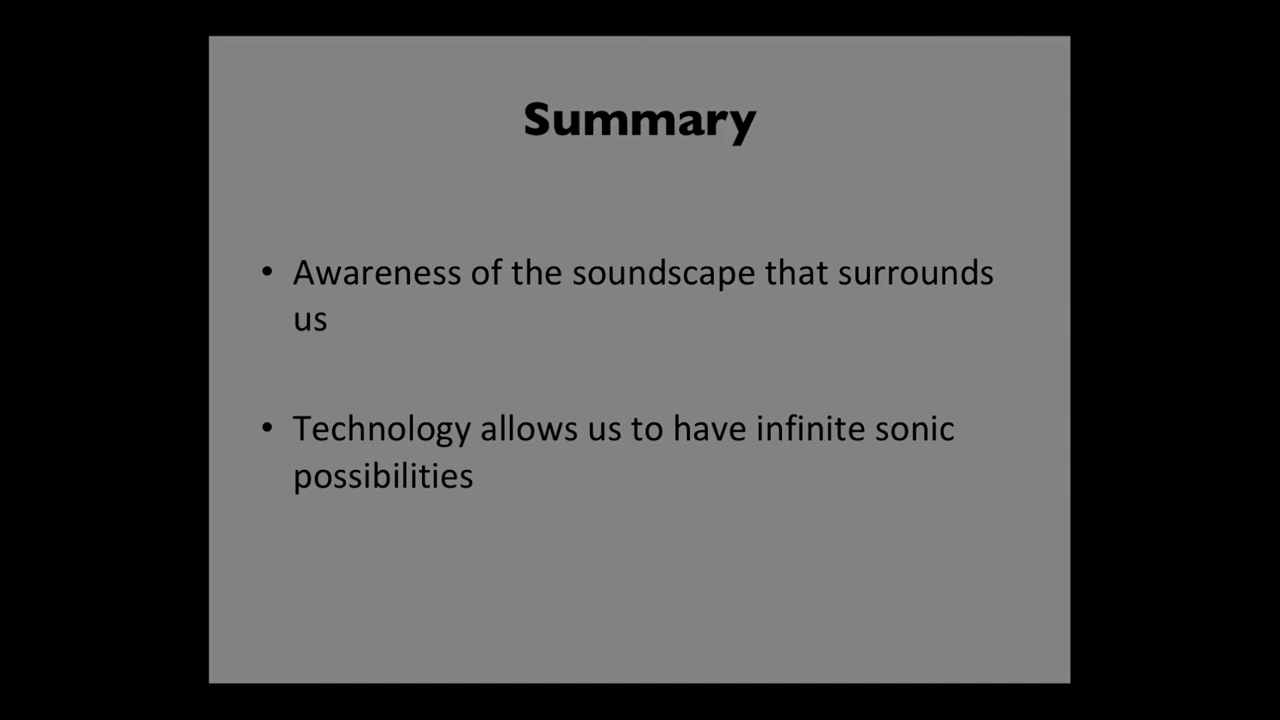 Summary
• Awareness of the soundscape that surrounds
us
• Technology allows us to have infinite sonic
possibilities